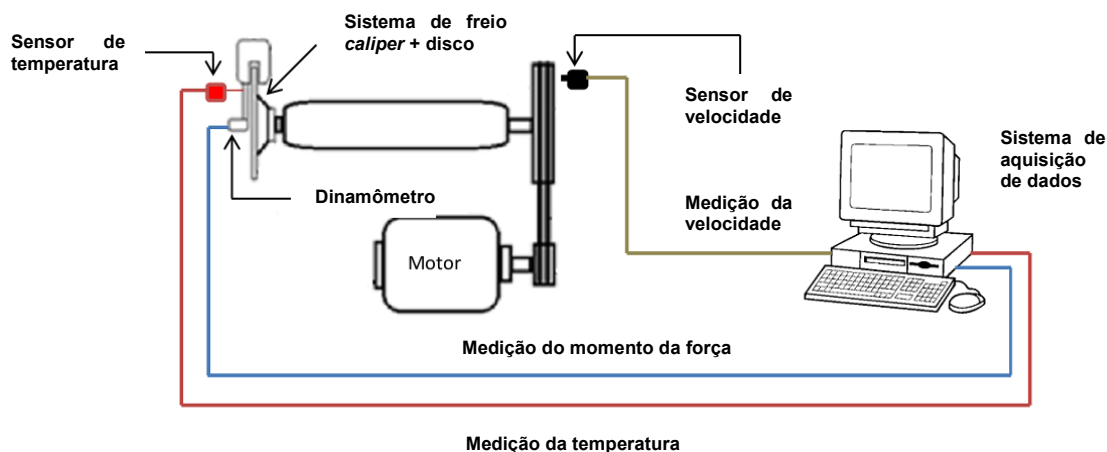 Sensor de
temperatura
Sistema de freio
caliper + disco
Sensor de
velocidade
Sistema de
aquisição
de dados
Dinamômetro
Medição da
velocidade
Motor
Medição do momento da força
Medição da temperatura